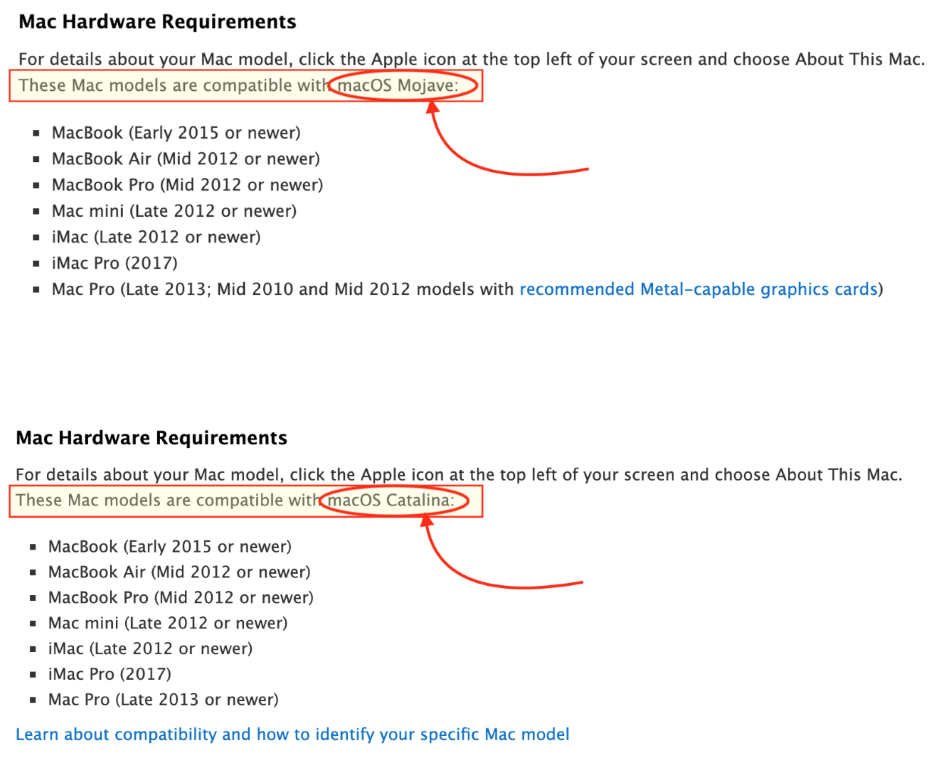 Mac Hardware Requirements
For details about your Mac model, click the Apple icon at the top left of your screen and choose About This Mac.
These Mac models are compatible with macOS Mojave:
▪ MacBook (Early 2015 or newer)
▪ MacBook Air (Mid 2012 or newer)
▪ MacBook Pro (Mid 2012 or newer)
▪ Mac mini (Late 2012 or newer)
▪ iMac (Late 2012 or newer)
▪ iMac Pro (2017)
▪ Mac Pro (Late 2013; Mid 2010 and Mid 2012 models with recommended Metal-capable graphics cards)
Mac Hardware Requirements
For details about your Mac model, click the Apple icon at the top left of your screen and choose About This Mac.
These Mac models are compatible with macOS Catalina:
▪ MacBook (Early 2015 or newer)
▪ MacBook Air (Mid 2012 or newer)
▪ MacBook Pro (Mid 2012 or newer)
▪ Mac mini (Late 2012 or newer)
▪ iMac (Late 2012 or newer)
▪ iMac Pro (2017)
▪ Mac Pro (Late 2013 or newer)
Learn about compatibility and how to identify your specific Mac model